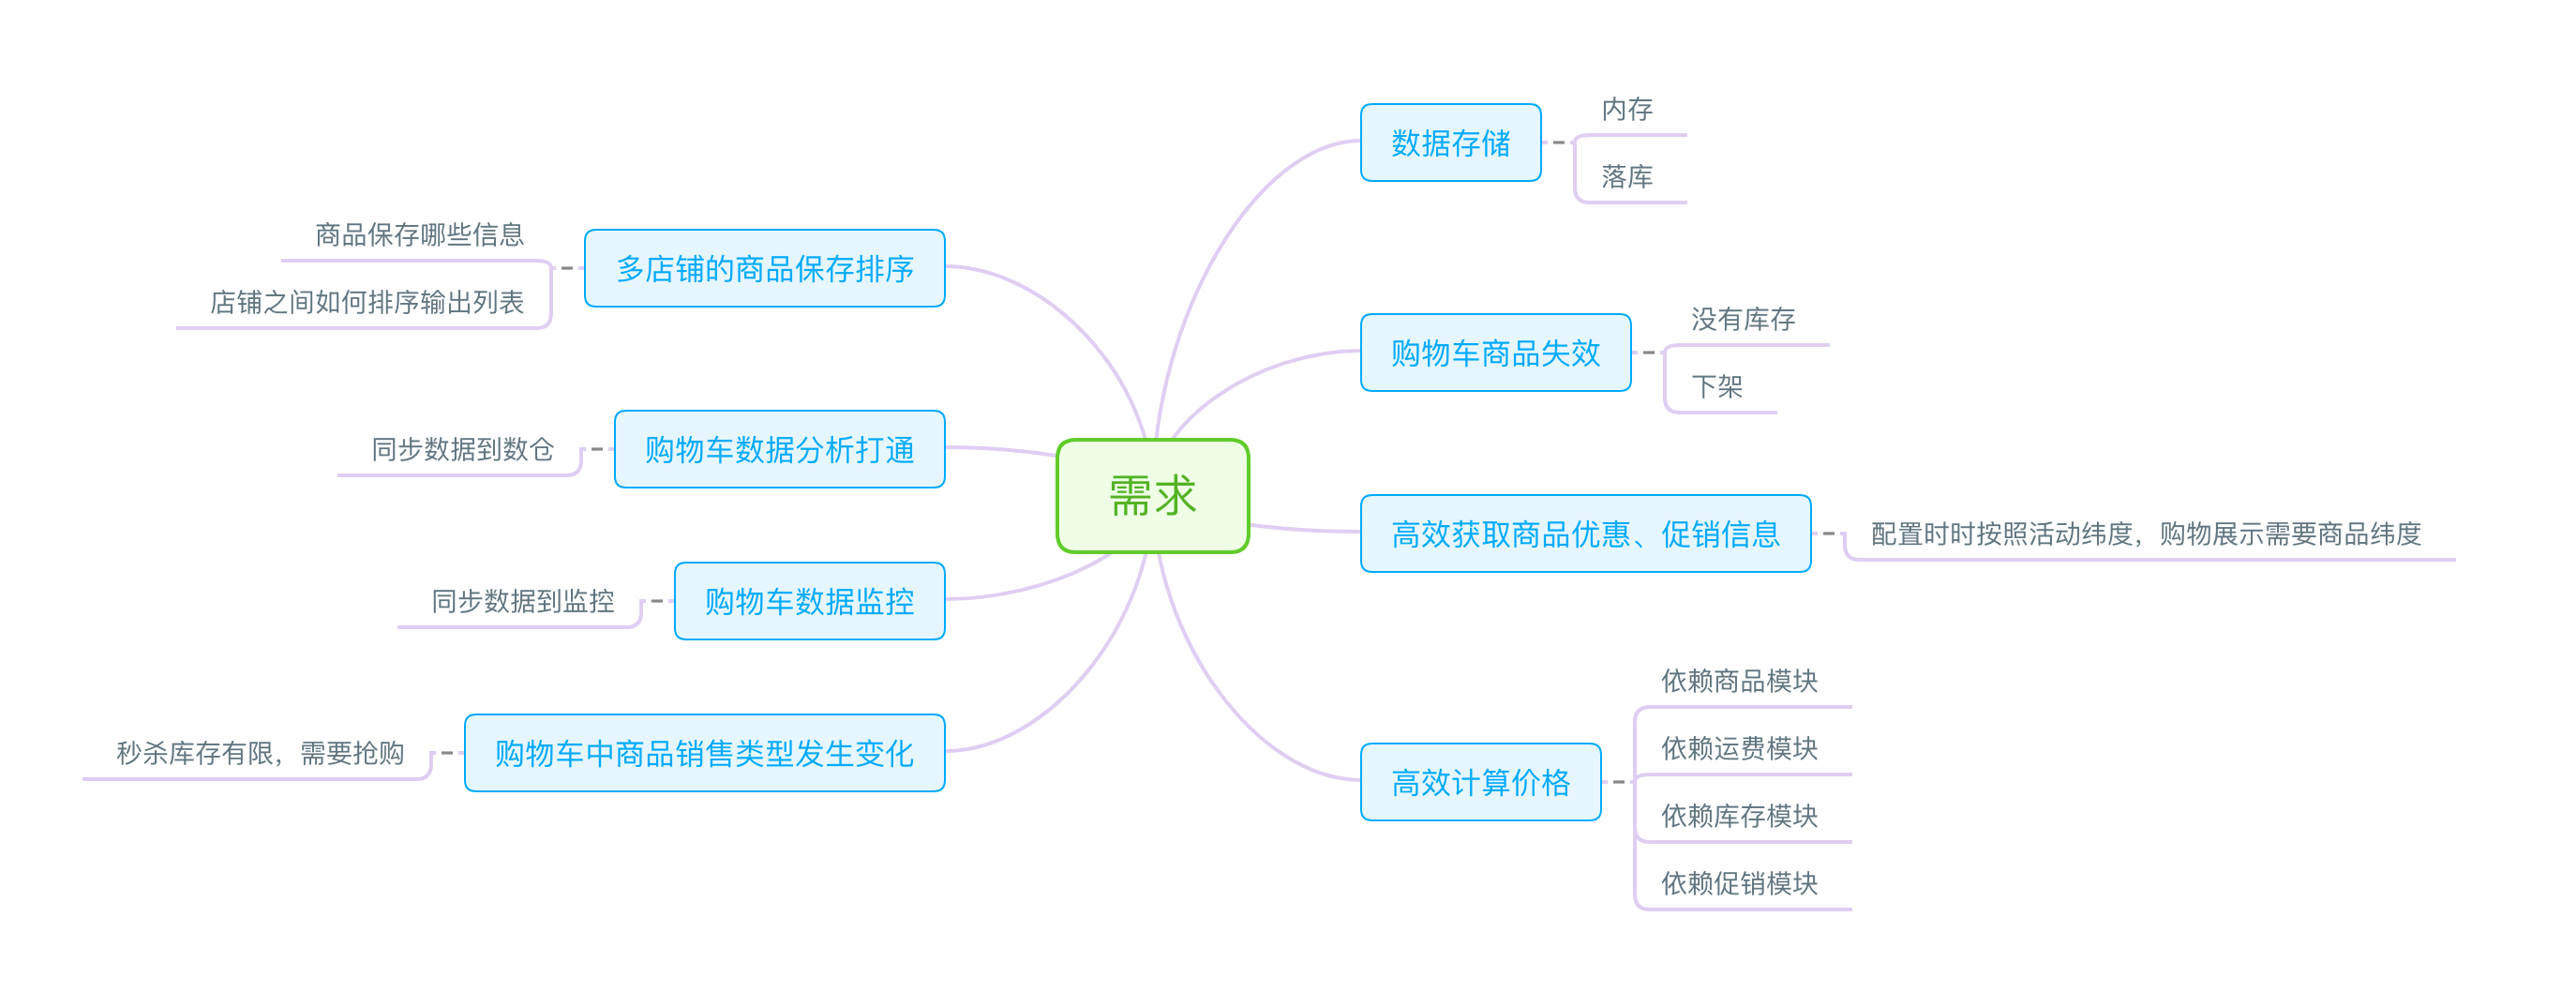 需求
数据存储
内存
落库
购物车商品失效
没有库存
下架
高效获取商品优惠、促销信息
配置时时按照活动纬度，购物展示需要商品纬度
高效计算价格
依赖商品模块
依赖运费模块
依赖库存模块
依赖促销模块
多店铺的商品保存排序
商品保存哪些信息
店铺之间如何排序输出列表
购物车数据分析打通
同步数据到数仓
购物车数据监控
同步数据到监控
购物车中商品销售类型发生变化
秒杀库存有限，需要抢购